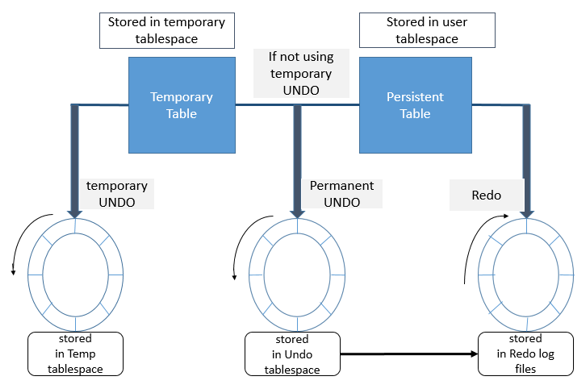 Stored in temporary
tablespace
Stored in user
tablespace
If not using
temporary
UNDO
Temporary
Table
Persistent
Table
temporary
UNDO
Permanent
UNDO
Redo
stored
in Temp
tablespace
stored
in Undo
tablespace
stored
in Redo log
files